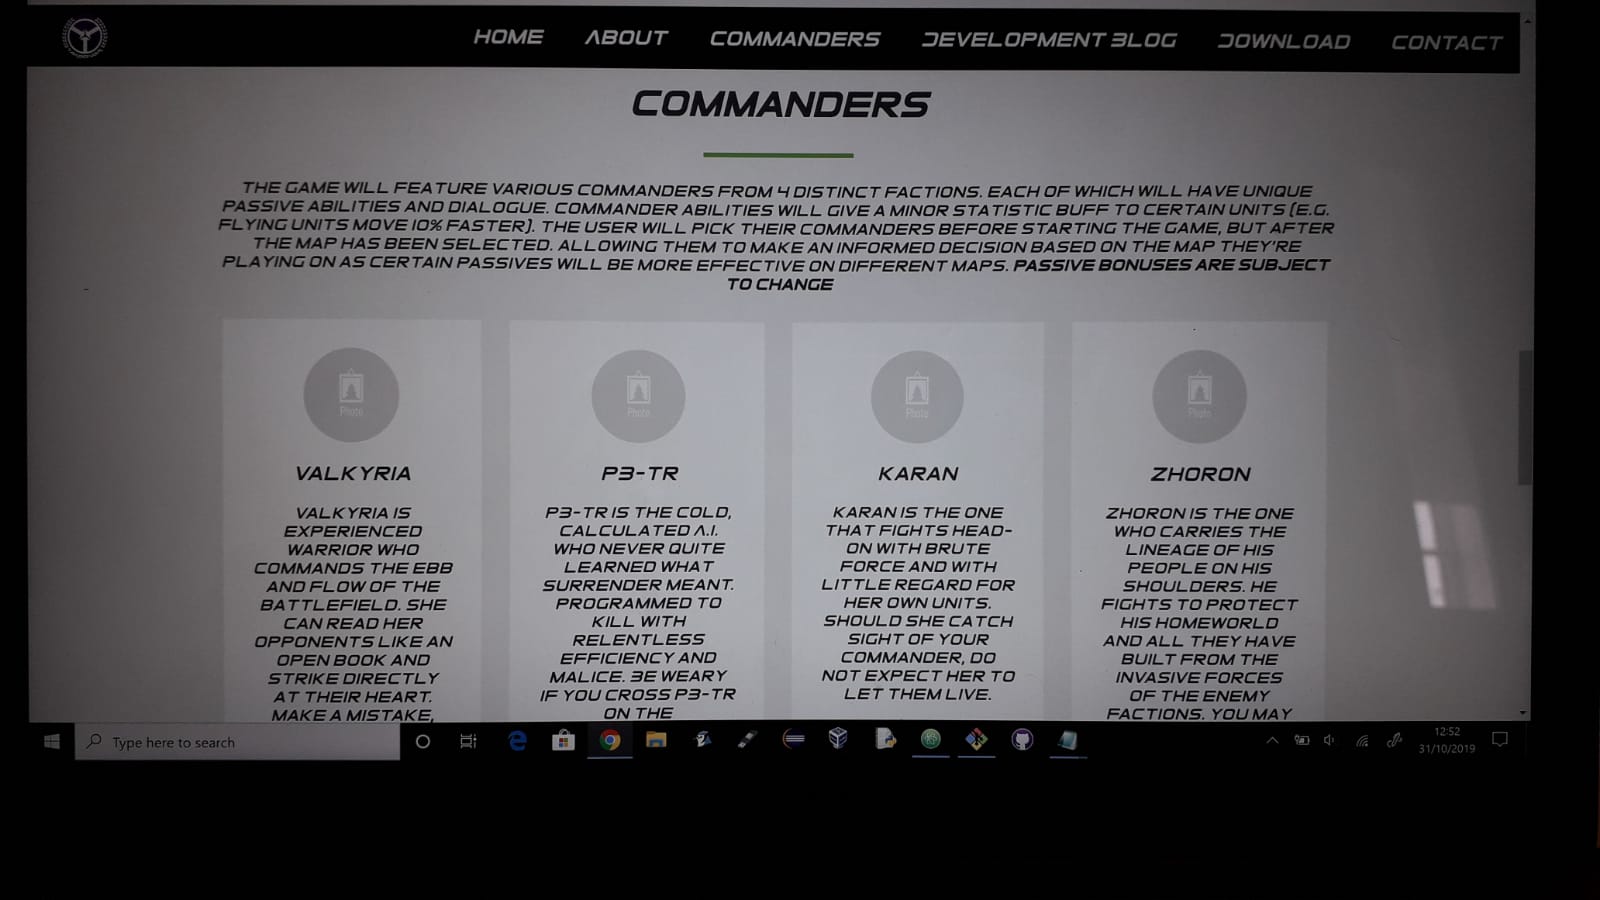 HOME ABOUT COMMANDERS DEVELOPMENT BLOG DOWNLOAD CONTACT
COMMANDERS
THE GAME WILL FEATURE VARIOUS COMMANDERS FROM 4 DISTINCT FACTIONS. EACH OF WHICH WILL HAVE UNIQUE
PASSIVE ABILITIES AND DIALOGUE. COMMANDER ABILITIES WILL GIVE A MINOR STATISTIC BUFF TO CERTAIN UNITS (E.G.
FLYING UNITS MOVE 10% FASTER). THE USER WILL PICK THEIR COMMANDERS BEFORE STARTING THE GAME, BUT AFTER
THE MAP HAS BEEN SELECTED. ALLOWING THEM TO MAKE AN INFORMED DECISION BASED ON THE MAP THEY'RE
PLAYING ON AS CERTAIN PASSIVES WILL BE MORE EFFECTIVE ON DIFFERENT MAPS. PASSIVE BONUSES ARE SUBJECT
TO CHANGE
Photo
VALKYRIA
VALKYRIA IS
EXPERIENCED
WARRIOR WHO
COMMANDS THE EBB
AND FLOW OF THE
BATTLEFIELD. SHE
CAN READ HER
OPPONENTS LIKE AN
OPEN BOOK AND
STRIKE DIRECTLY
AT THEIR HEART.
MAKE A MISTAKE,
Photo
P3-TR
P3-TR IS THE COLD,
CALCULATED A.I.
WHO NEVER QUITE
LEARNED WHAT
SURRENDER MEANT.
PROGRAMMED TO
KILL WITH
RELENTLESS
EFFICIENCY AND
MALICE. BE WEARY
IF YOU CROSS P3-TR
ON THE
Photo
KARAN
KARAN IS THE ONE
THAT FIGHTS HEAD-
ON WITH BRUTE
FORCE AND WITH
LITTLE REGARD FOR
HER OWN UNITS.
SHOULD SHE CATCH
SIGHT OF YOUR
COMMANDER, DO
NOT EXPECT HER TO
LET THEM LIVE.
Photo
ZHORON
ZHORON IS THE ONE
WHO CARRIES THE
LINEAGE OF HIS
PEOPLE ON HIS
SHOULDERS. HE
FIGHTS TO PROTECT
HIS HOMEWORLD
AND ALL THEY HAVE
BUILT FROM THE
INVASIVE FORCES
OF THE ENEMY
FACTIONS. YOU MAY
Type here to search
12:52
31/10/2019